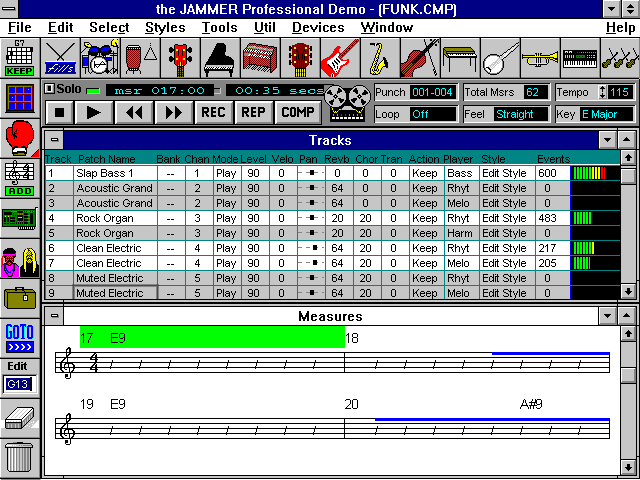 the JAMMER Professional Demo - (FUNK.CMP)
File Edit Select Styles Tools Util Devices Window Help
G7
KEEP
fills
Solo msr 017:00 00:35 secs
Punch 001-004 Total Msrs 62 Tempo 115
REC REP COMP
Loop Off Feel Straight Key E Major
ADD
GOTO
Edit
G13
Tracks
Track Patch Name Bank Chan Mode Level Velo Pan Revb Chor Tran Action Player Style Events
1 Slap Bass 1 -- 1 Play 90 0 0 0 0 Keep Bass Edit Style 600
2 Acoustic Grand -- 2 Play 90 0 64 0 0 Keep Rhyt Edit Style
3 Acoustic Grand -- 2 Play 90 0 64 0 0 Keep Melo Edit Style
4 Rock Organ -- 3 Play 90 0 20 20 0 Keep Rhyt Edit Style 483
5 Rock Organ -- 3 Play 90 0 20 20 0 Keep Harm Edit Style
6 Clean Electric -- 4 Play 90 0 64 20 0 Keep Rhyt Edit Style 217
7 Clean Electric -- 4 Play 90 0 64 20 0 Keep Melo Edit Style 205
8 Muted Electric -- 5 Play 90 0 64 20 0 Keep Rhyt Edit Style
9 Muted Electric -- 5 Play 90 0 64 20 0 Keep Melo Edit Style
Measures
17 E9 18
4
4
19 E9 20 A#9